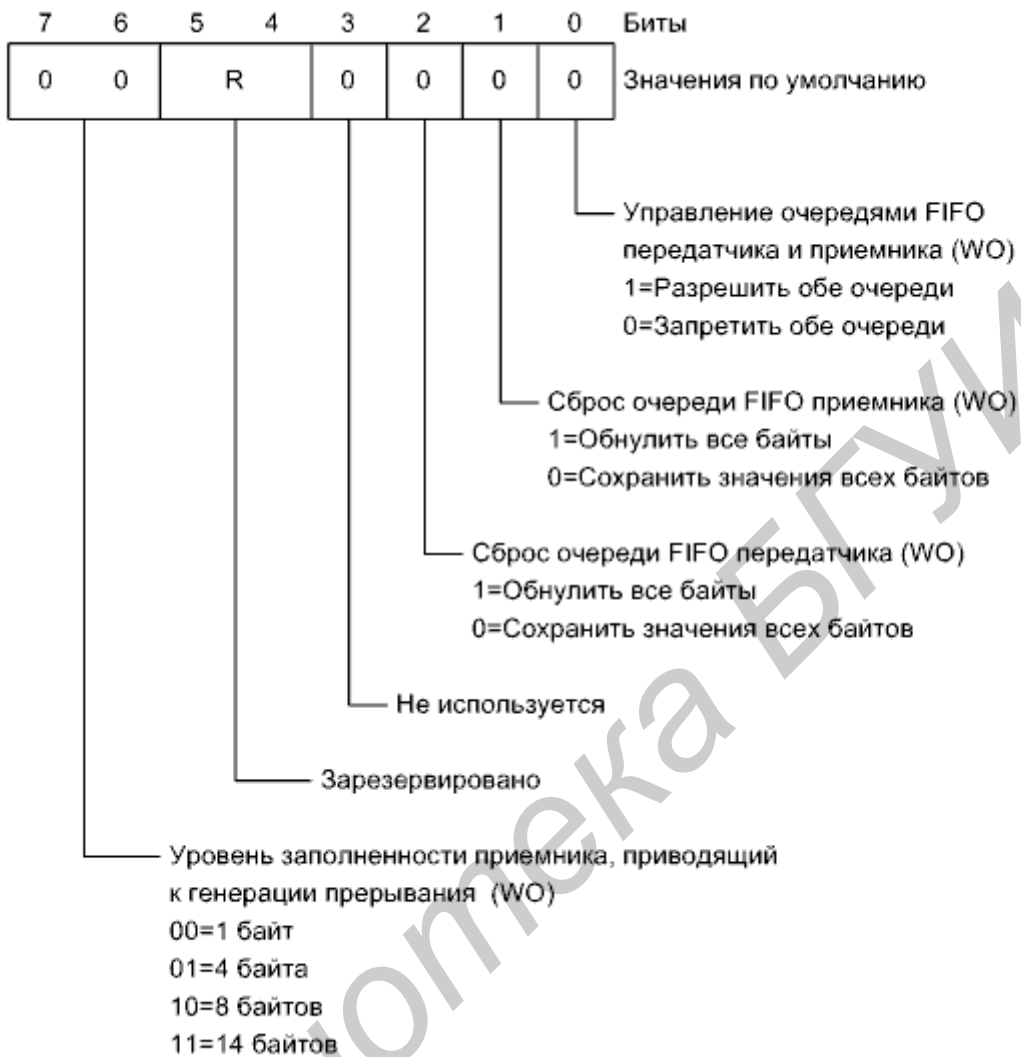 7 6 5 4 3 2 1 0 Биты
0 0 R 0 0 0 0 Значения по умолчанию
Управление очередями FIFO
передатчика и приемника (WO)
1=Разрешить обе очереди
0=Запретить обе очереди
Сброс очереди FIFO приемника (WO)
1=Обнулить все байты
0=Сохранить значения всех байтов
Сброс очереди FIFO передатчика (WO)
1=Обнулить все байты
0=Сохранить значения всех байтов
Не используется
Зарезервировано
Уровень заполненности приемника, приводящий
к генерации прерывания (WO)
00=1 байт
01=4 байта
10=8 байтов
11=14 байтов